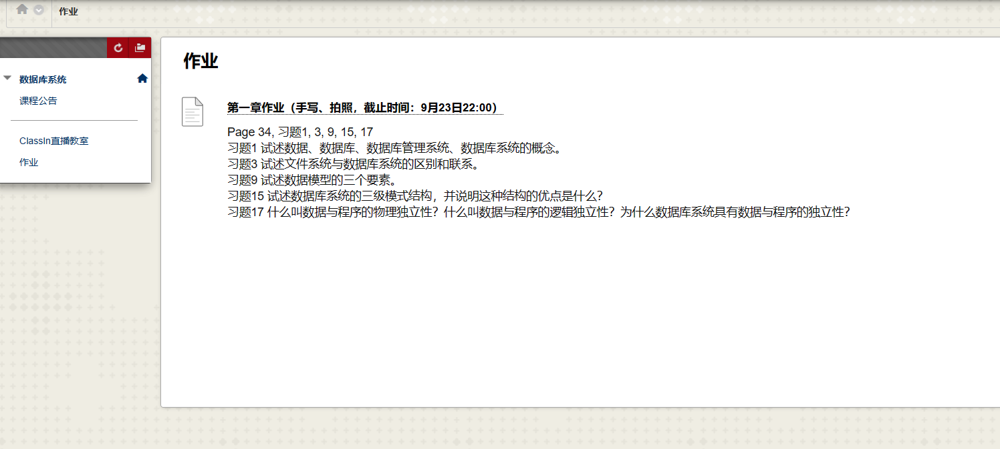 作业
数据库系统
课程公告
ClassIn直播教室
作业
作业
第一章作业（手写、拍照，截止时间：9月23日22:00）
Page 34, 习题1, 3, 9, 15, 17
习题1 试述数据、数据库、数据库管理系统、数据库系统的概念。
习题3 试述文件系统与数据库系统的区别和联系。
习题9 试述数据模型的三个要素。
习题15 试述数据库系统的三级模式结构，并说明这种结构的优点是什么？
习题17 什么叫数据与程序的物理独立性？什么叫数据与程序的逻辑独立性？为什么数据库系统具有数据与程序的独立性？